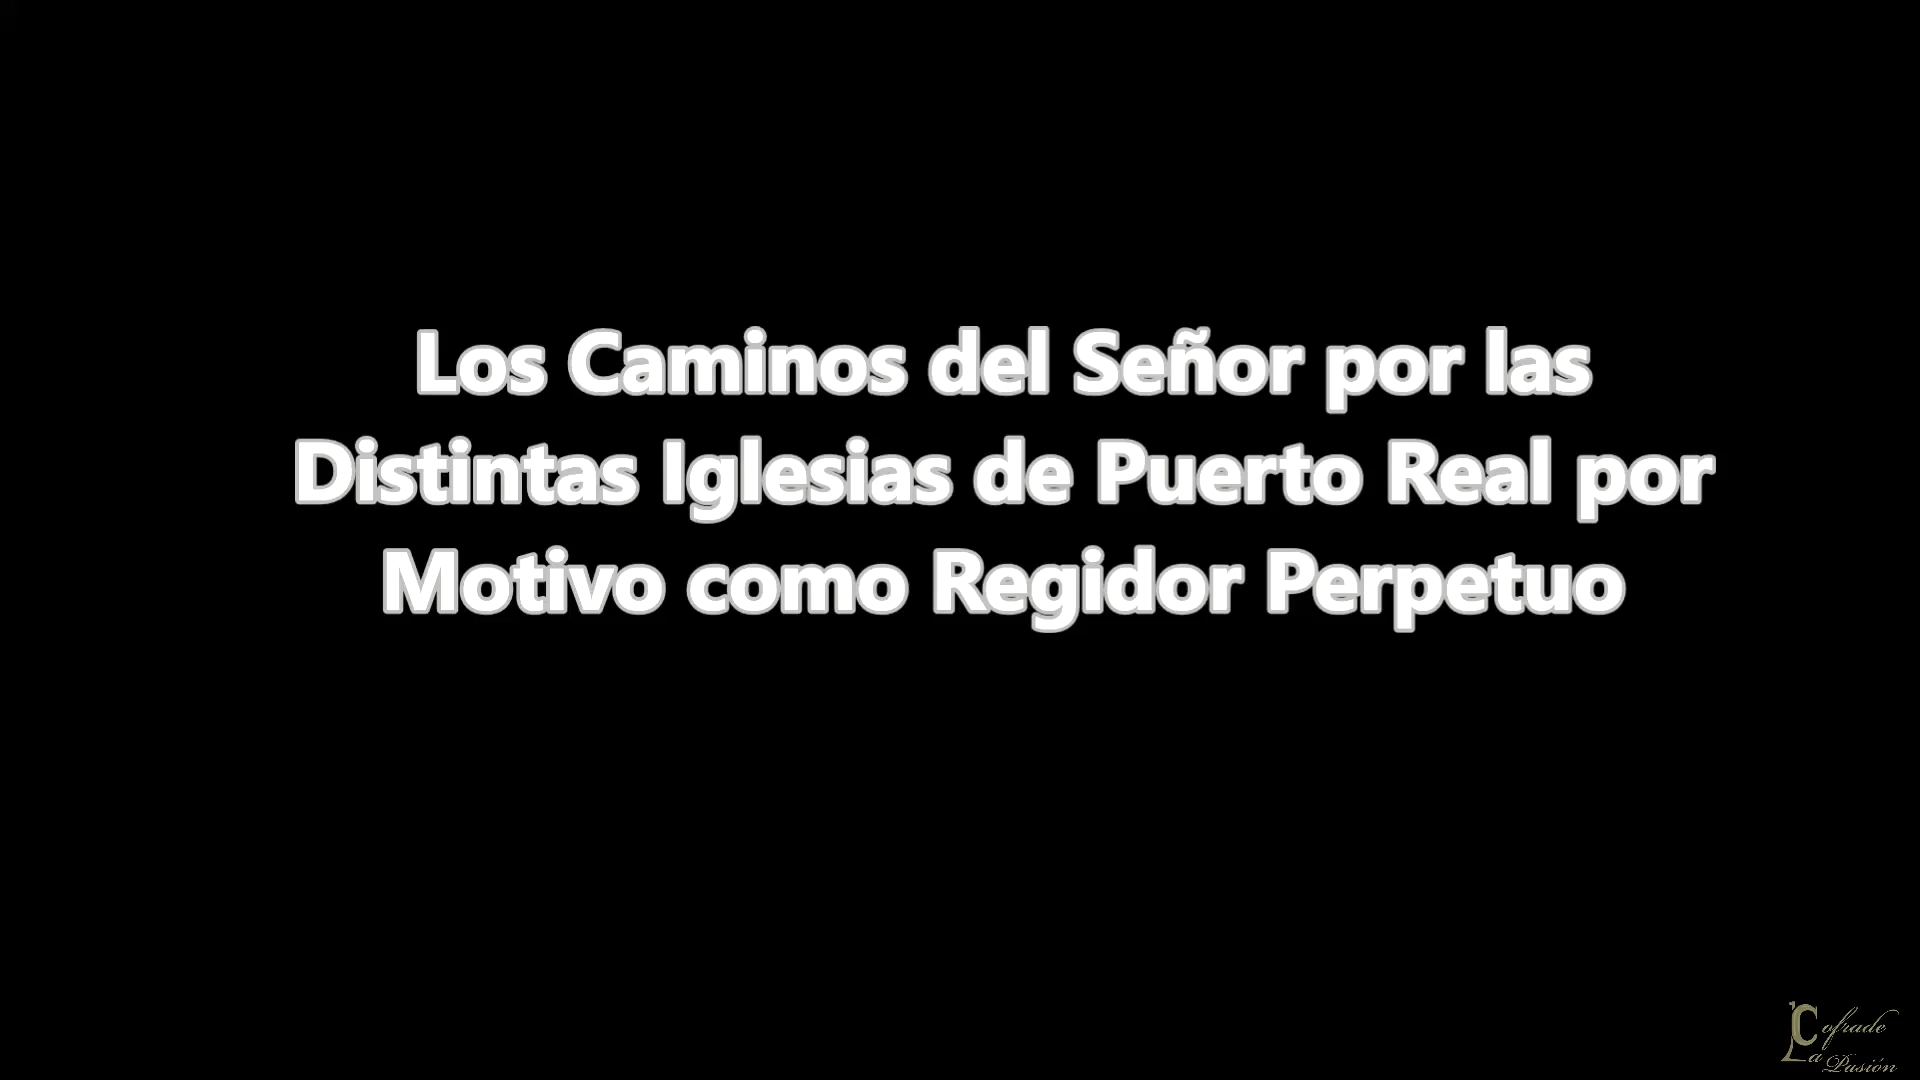 Los Caminos del Señor por las
Distintas Iglesias de Puerto Real por
Motivo como Regidor Perpetuo
Cofrade
La Pasión